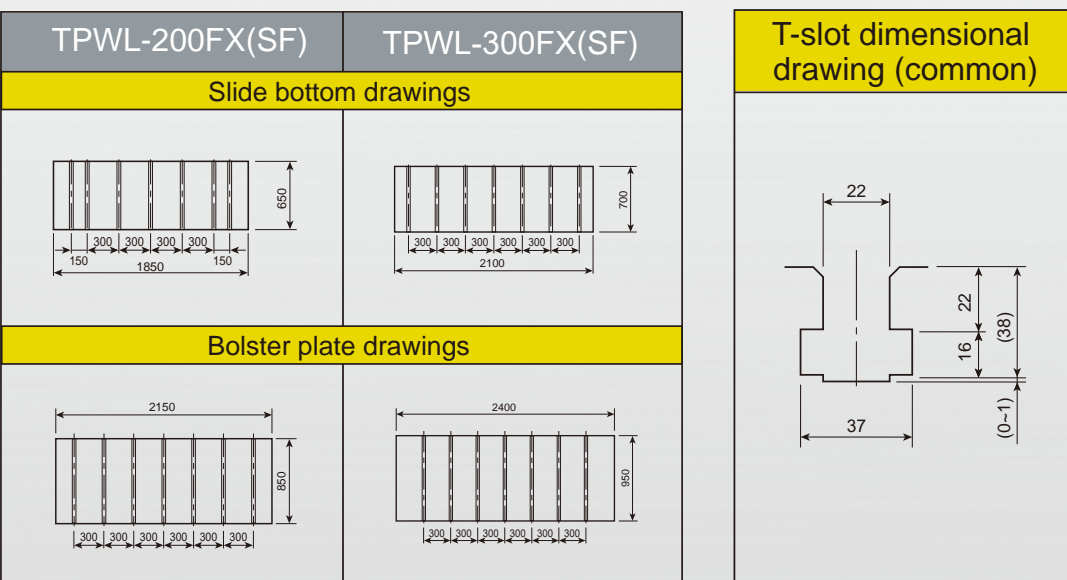 TPWL-200FX(SF)
TPWL-300FX(SF)
Slide bottom drawings
650
300 300 300 300
150 150
1850
700
300 300 300 300 300 300
2100
Bolster plate drawings
2150
850
300 300 300 300 300 300
2400
950
300 300 300 300 300 300
T-slot dimensional
drawing (common)
22
22
(38)
16
37
(0~1)